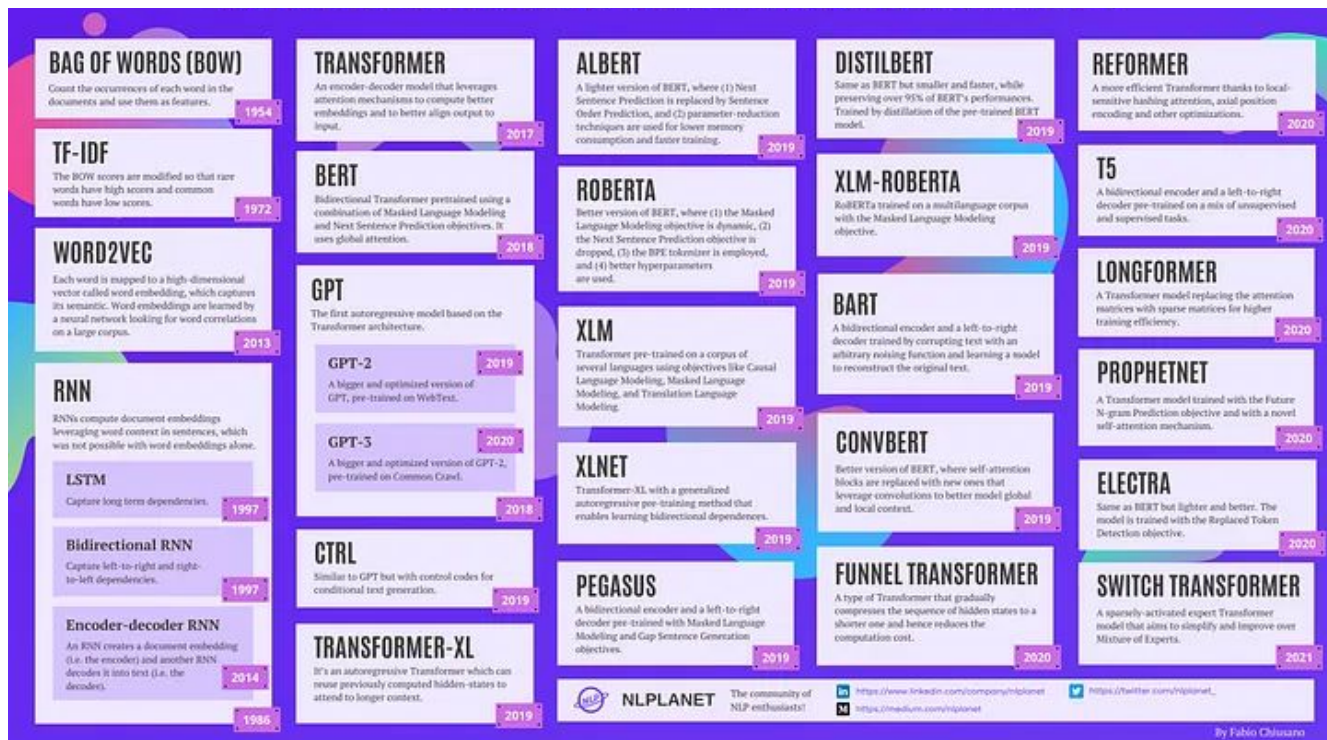 BAG OF WORDS (BOW)
Count the occurrences of each word in the
documents and use them as features.
1954
TF-IDF
The BOW scores are modified so that rare
words have high scores and common
words have low scores.
1972
WORD2VEC
Each word is mapped to a high-dimensional
vector called word embedding, which captures
its semantic. Word embeddings are learned by
a neural network looking for word correlations
on a large corpus.
2013
RNN
RNNs compute document embeddings
leveraging word context in sentences, which
was not possible with word embeddings alone.
LSTM
Capture long term dependencies.
1997
Bidirectional RNN
Capture left-to-right and right-
to-left dependencies.
1997
Encoder-decoder RNN
An RNN creates a document embedding
(i.e. the encoder) and another RNN
decodes it into text (i.e. the
decoder).
2014
1986
TRANSFORMER
An encoder-decoder model that leverages
attention mechanisms to compute better
embeddings and to better align output to
input.
2017
BERT
Bidirectional Transformer pretrained using a
combination of Masked Language Modeling
and Next Sentence Prediction objectives. It
uses global attention.
2018
GPT
The first autoregressive model based on the
Transformer architecture.
GPT-2
2019
A bigger and optimized version of
GPT, pre-trained on WebText.
GPT-3
2020
A bigger and optimized version of GPT-2,
pre-trained on Common Crawl.
2018
CTRL
Similar to GPT but with control codes for
conditional text generation.
2019
TRANSFORMER-XL
It's an autoregressive Transformer which can
reuse previously computed hidden-states to
attend to longer context.
2019
ALBERT
A lighter version of BERT, where (1) Next
Sentence Prediction is replaced by Sentence
Order Prediction, and (2) parameter-reduction
techniques are used for lower memory
consumption and faster training.
2019
ROBERTA
Better version of BERT, where (1) the Masked
Language Modeling objective is dynamic, (2)
the Next Sentence Prediction objective is
dropped, (3) the BPE tokenizer is employed,
and (4) better hyperparameters
are used.
2019
XLM
Transformer pre-trained on a corpus of
several languages using objectives like Causal
Language Modeling, Masked Language
Modeling, and Translation Language
Modeling.
2019
XLNET
Transformer-XL with a generalized
autoregressive pre-training method that
enables learning bidirectional dependences.
2019
PEGASUS
A bidirectional encoder and a left-to-right
decoder pre-trained with Masked Language
Modeling and Gap Sentence Generation
objectives.
2019
DISTILBERT
Same as BERT but smaller and faster, while
preserving over 95% of BERT's performances.
Trained by distillation of the pre-trained BERT
model.
2019
XLM-ROBERTA
RoBERTa trained on a multilanguage corpus
with the Masked Language Modeling
objective.
2019
BART
A bidirectional encoder and a left-to-right
decoder trained by corrupting text with an
arbitrary noising function and learning a model
to reconstruct the original text.
2019
CONVBERT
Better version of BERT, where self-attention
blocks are replaced with new ones that
leverage convolutions to better model global
and local context.
2019
FUNNEL TRANSFORMER
A type of Transformer that gradually
compresses the sequence of hidden states to a
shorter one and hence reduces the
computation cost.
2020
REFORMER
A more efficient Transformer thanks to local-
sensitive hashing attention, axial position
encoding and other optimizations.
2020
T5
A bidirectional encoder and a left-to-right
decoder pre-trained on a mix of unsupervised
and supervised tasks.
2020
LONGFORMER
A Transformer model replacing the attention
matrices with sparse matrices for higher
training efficiency.
2020
PROPHETNET
A Transformer model trained with the Future
N-gram Prediction objective and with a novel
self-attention mechanism.
2020
ELECTRA
Same as BERT but lighter and better. The
model is trained with the Replaced Token
Detection objective.
2020
SWITCH TRANSFORMER
A sparsely-activated expert Transformer
model that aims to simplify and improve over
Mixture of Experts.
2021
NLP
NLPLANET
The community of
NLP enthusiasts!
https://www.linkedin.com/company/nlplanet
https://medium.com/nlplanet
https://twitter.com/nlplanet_
By Fabio Chiusano